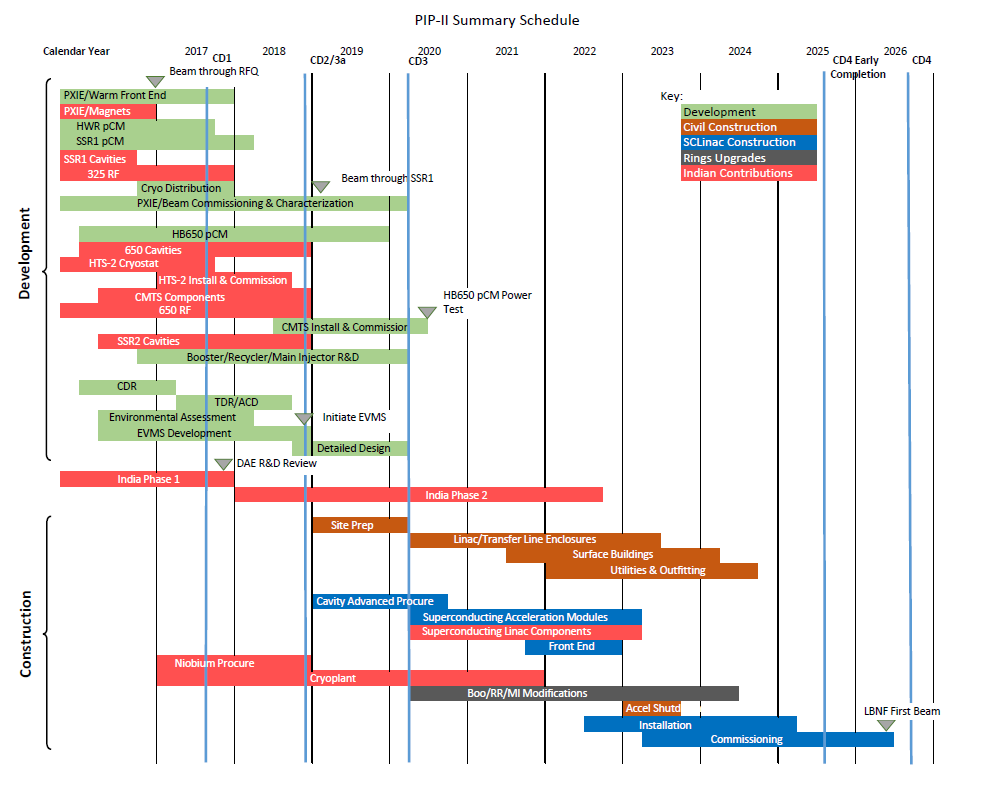 PIP-II Summary Schedule
Calendar Year 2017 2018 2019 2020 2021 2022 2023 2024 2025 2026
CD1
CD2/3a
CD3
CD4 Early
Completion
CD4
Beam through RFQ
Key:
Development
Civil Construction
SCLinac Construction
Rings Upgrades
Indian Contributions
Development
PXIE/Warm Front End
PXIE/Magnets
HWR pCM
SSR1 pCM
SSR1 Cavities
325 RF
Beam through SSR1
Cryo Distribution
PXIE/Beam Commissioning & Characterization
HB650 pCM
650 Cavities
HTS-2 Cryostat
HTS-2 Install & Commission
CMTS Components
650 RF
HB650 pCM Power
Test
CMTS Install & Commission
SSR2 Cavities
Booster/Recycler/Main Injector R&D
CDR
TDR/ACD
Environmental Assessment
Initiate EVMS
EVMS Development
Detailed Design
DAE R&D Review
India Phase 1
India Phase 2
Construction
Site Prep
Linac/Transfer Line Enclosures
Surface Buildings
Utilities & Outfitting
Cavity Advanced Procure
Superconducting Acceleration Modules
Superconducting Linac Components
Front End
Niobium Procure
Cryoplant
Boo/RR/MI Modifications
Accel Shutd
LBNF First Beam
Installation
Commissioning